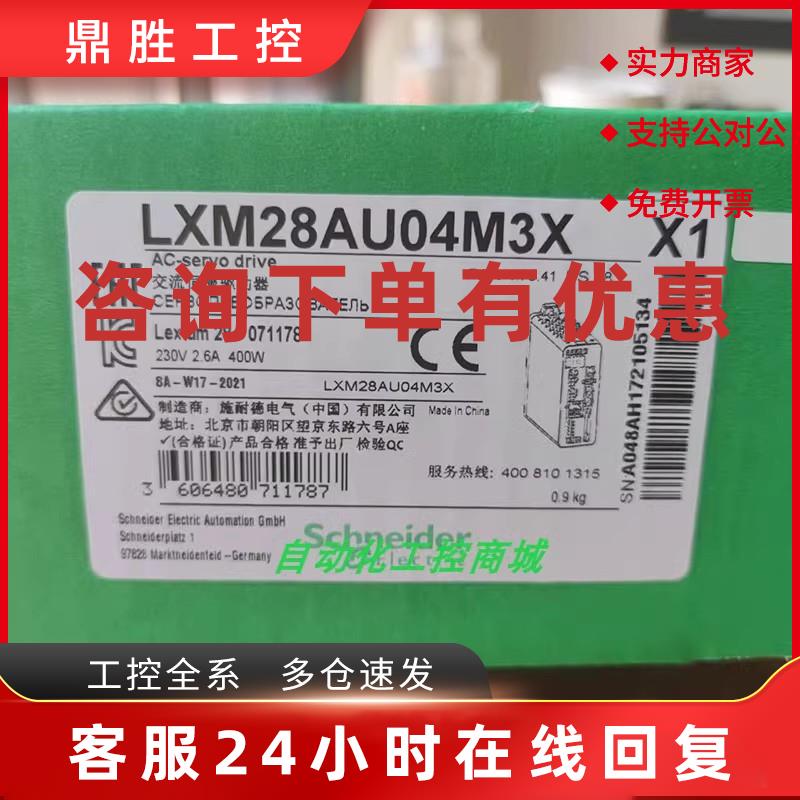 鼎胜工控
实力商家
支持公对公
免费开票
LXM28AU04M3X X1
AC-servo drive
咨询下单有优惠
071178
230V 2.6A 400W
8A-W17-2021
LXM28AU04M3X
制造商: 施耐德电气(中国)有限公司
Made In China
地址: 北京市朝阳区望京东路六号A座
✓(合格证)产品合格 准予出厂 检验QC
服务热线: 400 810 1315
3 606480 711787
0.9 kg
SNA048AH172105134
Schneider Electric Automation GmbH
Schneiderplatz 1
97828 Marktheidenfeld-Germany
Schneider
自动化工控商城
工控全系 多仓速发
客服24小时在线回复